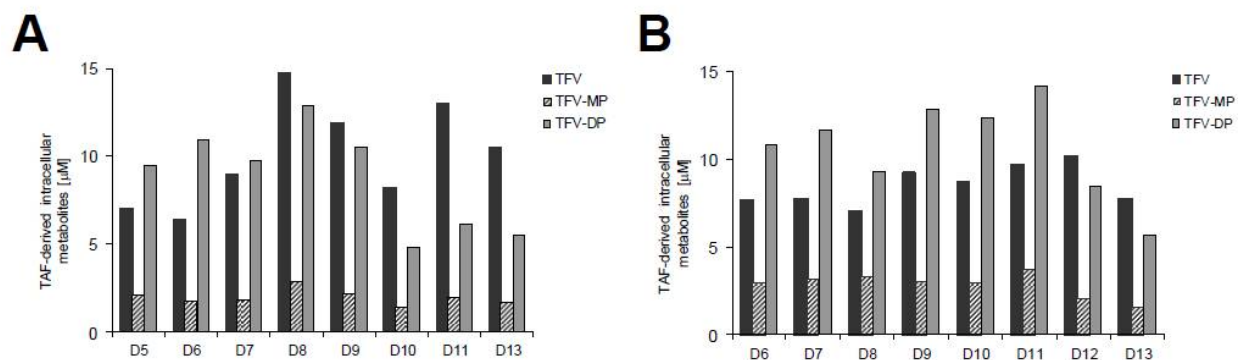 A
TAF-derived intracellular
metabolites [µM]
15
10
5
0
D5 D6 D7 D8 D9 D10 D11 D13
TFV
TFV-MP
TFV-DP
B
TAF-derived intracellular
metabolites [µM]
15
10
5
0
D6 D7 D8 D9 D10 D11 D12 D13
TFV
TFV-MP
TFV-DP